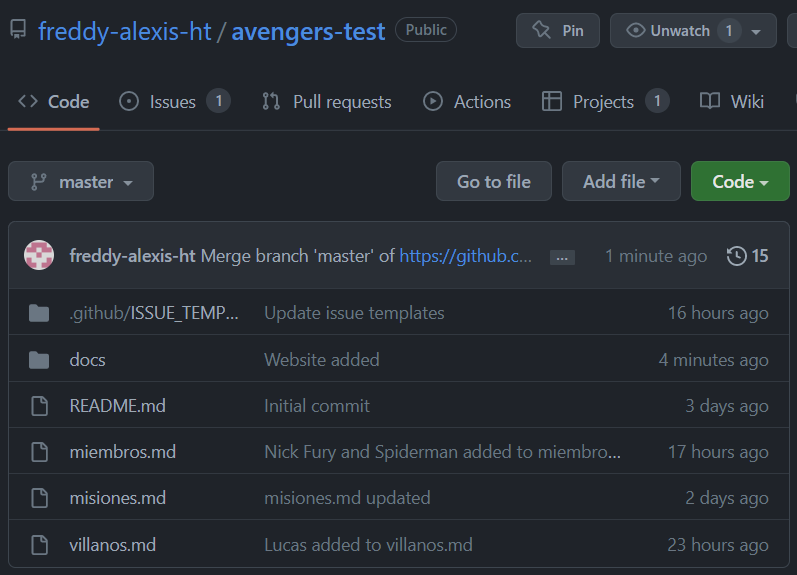 freddy-alexis-ht / avengers-test Public Pin Unwatch 1
Code Issues 1 Pull requests Actions Projects 1 Wiki
master Go to file Add file Code
freddy-alexis-ht Merge branch 'master' of https://github.c... ... 1 minute ago 15
.github/ISSUE_TEMP... Update issue templates 16 hours ago
docs Website added 4 minutes ago
README.md Initial commit 3 days ago
miembros.md Nick Fury and Spiderman added to miembro... 17 hours ago
misiones.md misiones.md updated 2 days ago
villanos.md Lucas added to villanos.md 23 hours ago